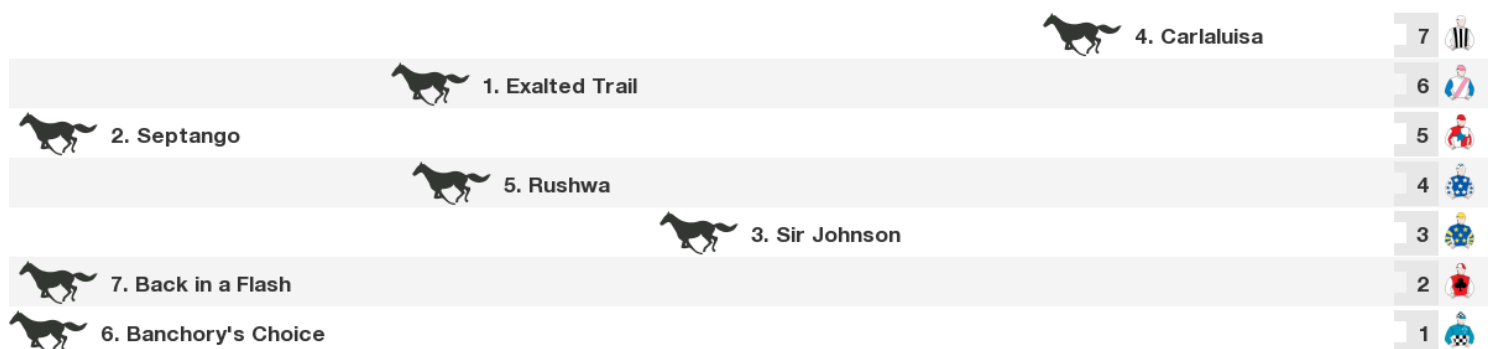 4. Carlaluisa 7
1. Exalted Trail 6
2. Septango 5
5. Rushwa 4
3. Sir Johnson 3
7. Back in a Flash 2
6. Banchory's Choice 1